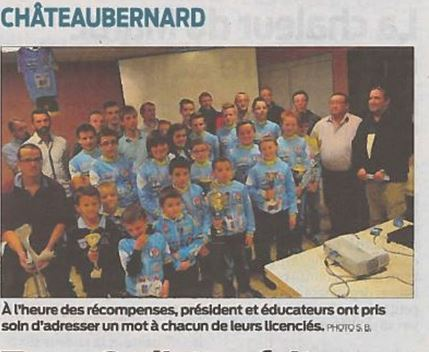 CHÂTEAUBERNARD
À l'heure des récompenses, président et éducateurs ont pris
soin d'adresser un mot à chacun de leurs licenciés. PHOTO S. B.